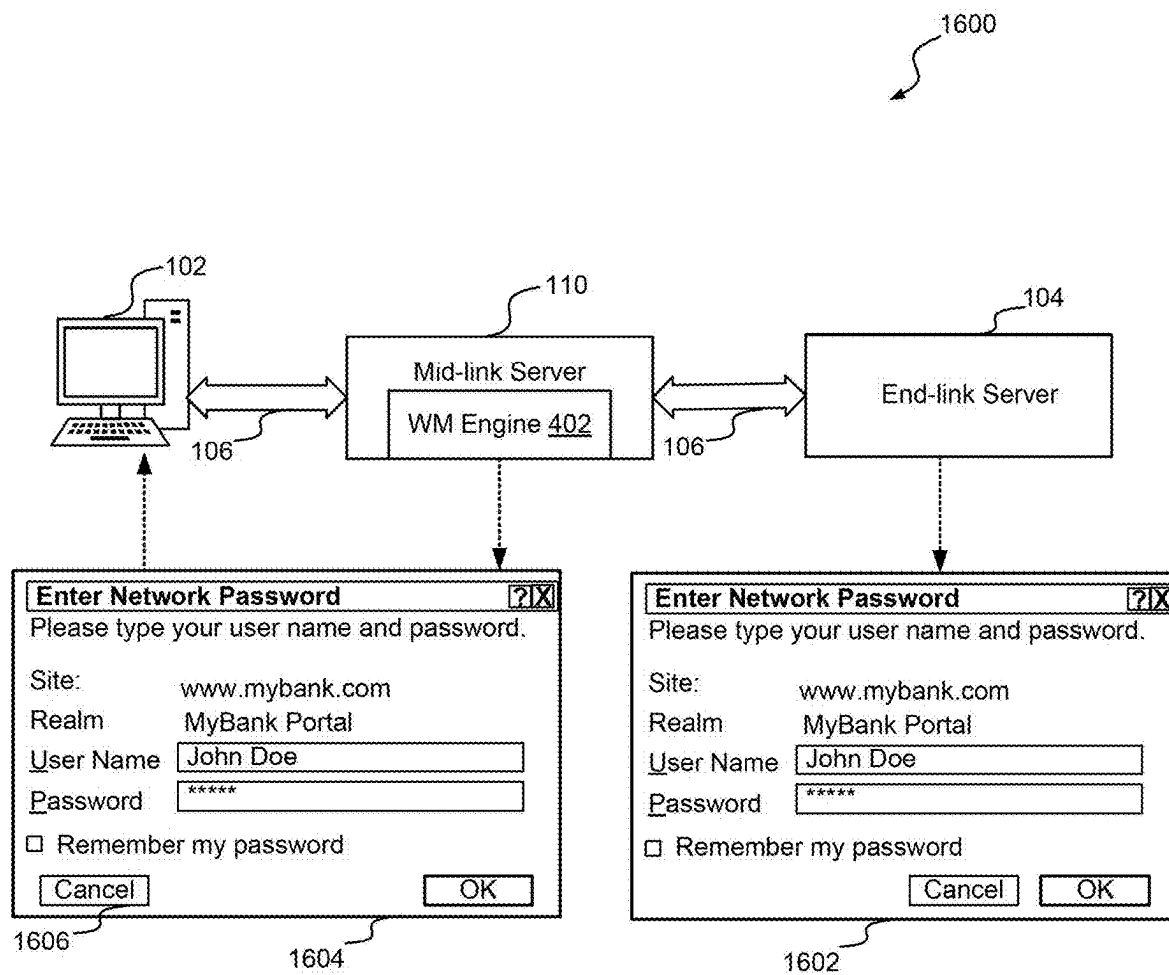 1600
102
110
104
Mid-link Server
WM Engine 402
End-link Server
106
106
Enter Network Password ? X
Please type your user name and password.
Site: www.mybank.com
Realm MyBank Portal
User Name John Doe
Password *****
Remember my password
Cancel OK
1606
1604
Enter Network Password ? X
Please type your user name and password.
Site: www.mybank.com
Realm MyBank Portal
User Name John Doe
Password *****
Remember my password
Cancel OK
1602